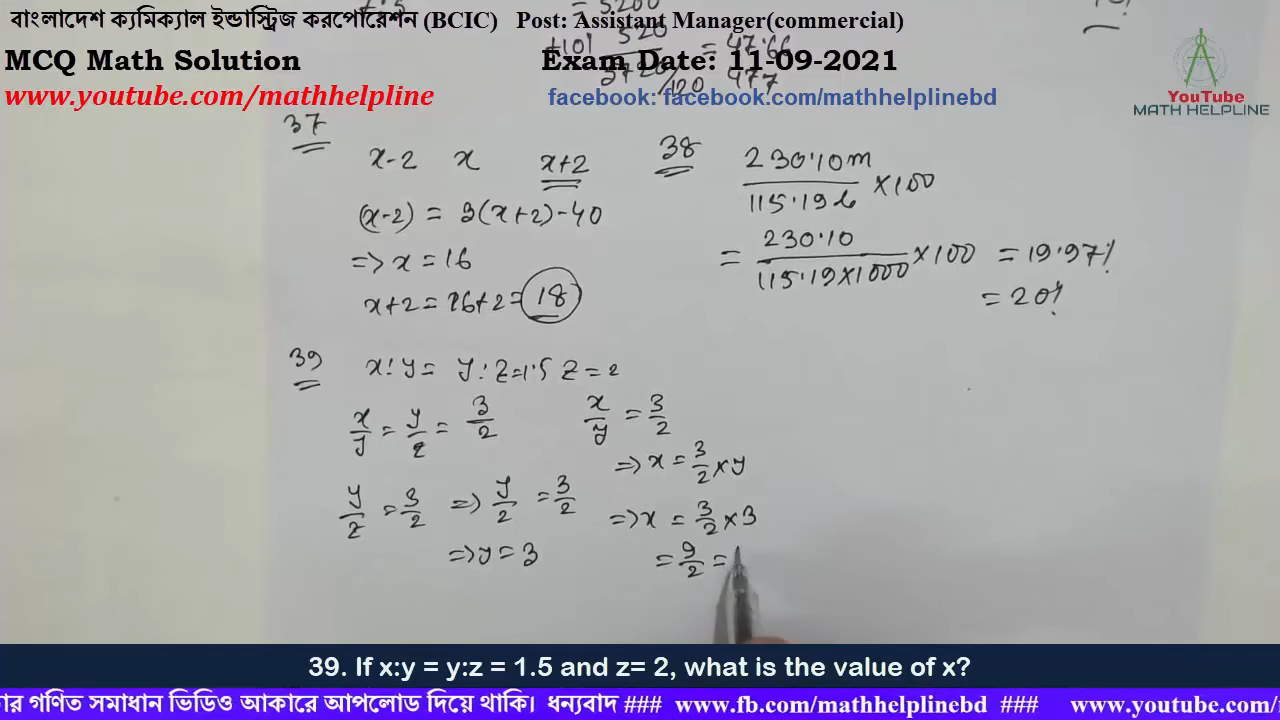 বাংলাদেশ ক্যমিক্যাল ইন্ডাস্ট্রিজ করপোরেশন (BCIC) Post: Assistant Manager(commercial)
MCQ Math Solution Exam Date: 11-09-2021
www.youtube.com/mathhelpline facebook: facebook.com/mathhelplinebd
YouTube
MATH HELPLINE
37
x-2 x x+2
(x-2) = 3(x+2)-40
=> x = 16
x+2 = 16+2 = 18
38
230.10m
115.19k × 100
= 230.10
115.19×1000 × 100 = 19.97%
= 20%
39 x:y = y:z = 1.5 z = 2
x/y = y/z = 3/2
y/z = 3/2 => y/2 = 3/2
=> y = 3
x/y = 3/2
=> x = 3/2 × y
=> x = 3/2 × 3
= 9/2 =
39. If x:y = y:z = 1.5 and z= 2, what is the value of x?
ার গণিত সমাধান ভিডিও আকারে আপলোড দিয়ে থাকি। ধন্যবাদ ### www.fb.com/mathhelplinebd ### www.youtube.com/